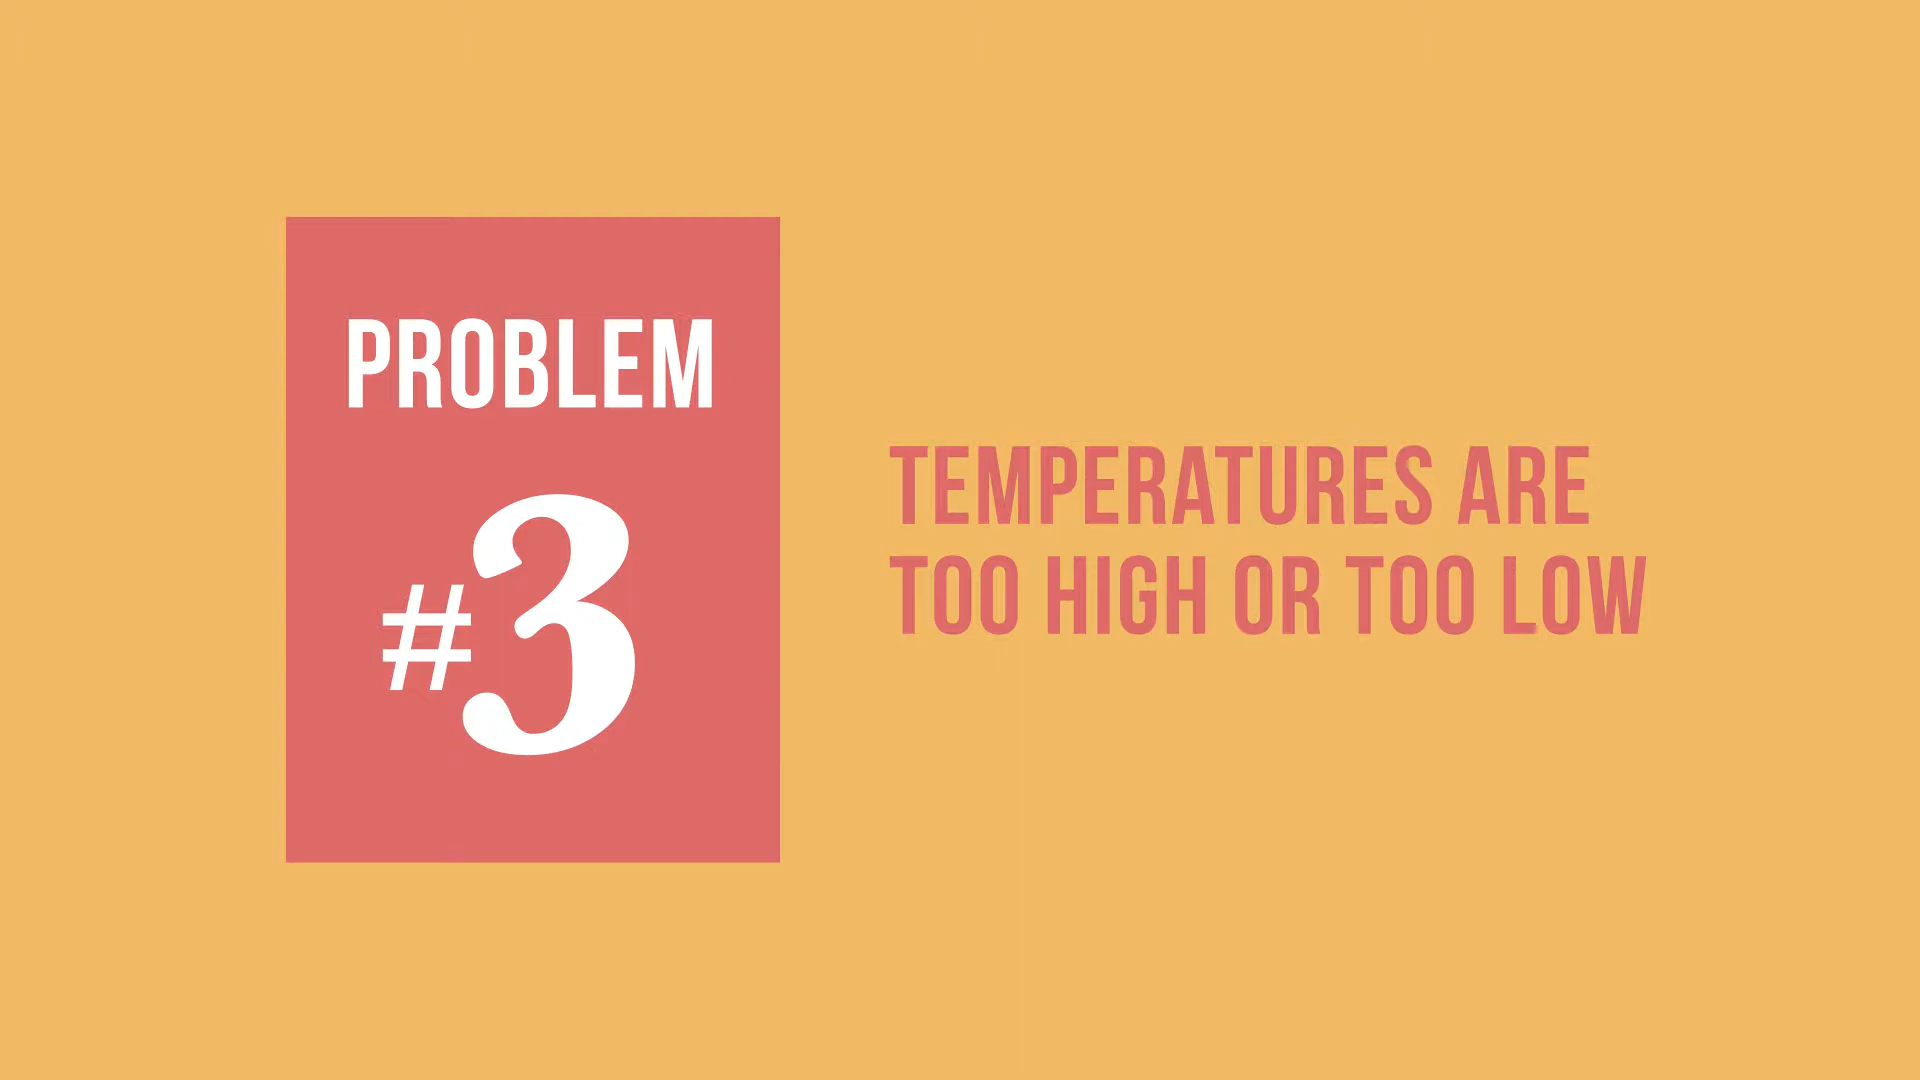 PROBLEM
#3
TEMPERATURES ARE
TOO HIGH OR TOO LOW